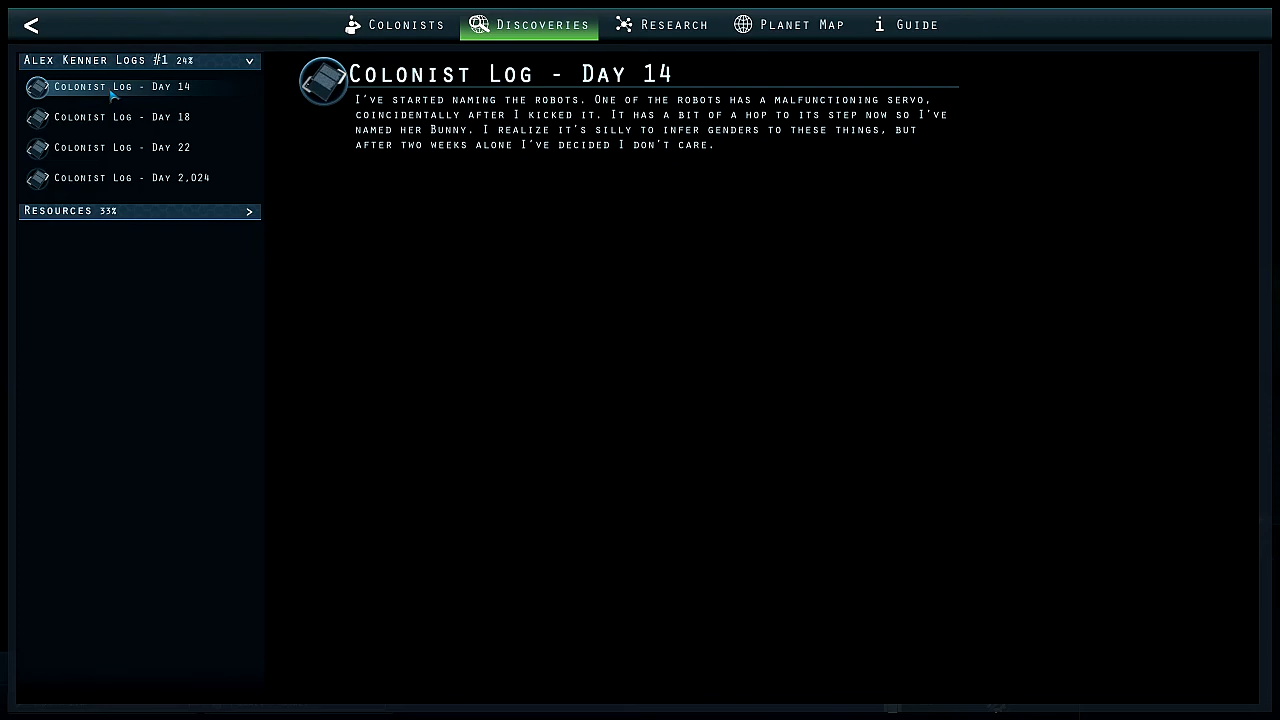 < Colonists Discoveries Research Planet Map i Guide
Alex Kenner Logs #1 24%
Colonist Log - Day 14
Colonist Log - Day 18
Colonist Log - Day 22
Colonist Log - Day 2,024
Resources 33% >
Colonist Log - Day 14
I've started naming the robots. One of the robots has a malfunctioning servo,
coincidentally after I kicked it. It has a bit of a hop to its step now so I've
named her Bunny. I realize it's silly to infer genders to these things, but
after two weeks alone I've decided I don't care.